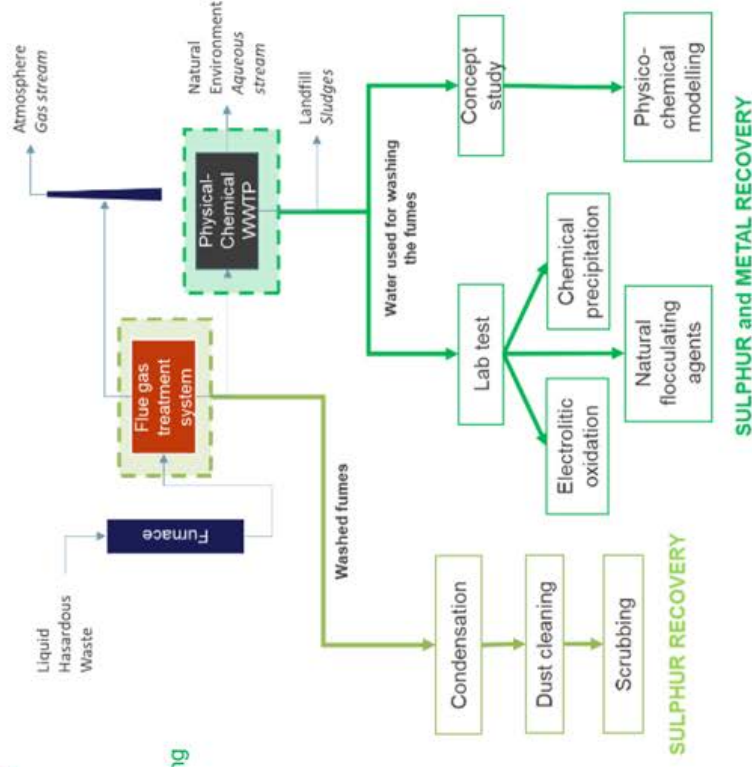 Atmosphere
Gas stream
Liquid
Hasardous
Waste
Furnace
Flue gas
treatment
system
Physical-
Chemical
WWTP
Natural
Environment
Aqueous
stream
Landfill
Sludges
Washed fumes
Water used for washing
the fumes
Condensation
Dust cleaning
Scrubbing
SULPHUR RECOVERY
Lab test
Electrolitic
oxidation
Natural
flocculating
agents
Chemical
precipitation
Concept
study
Physico-
chemical
modelling
SULPHUR and METAL RECOVERY
ng